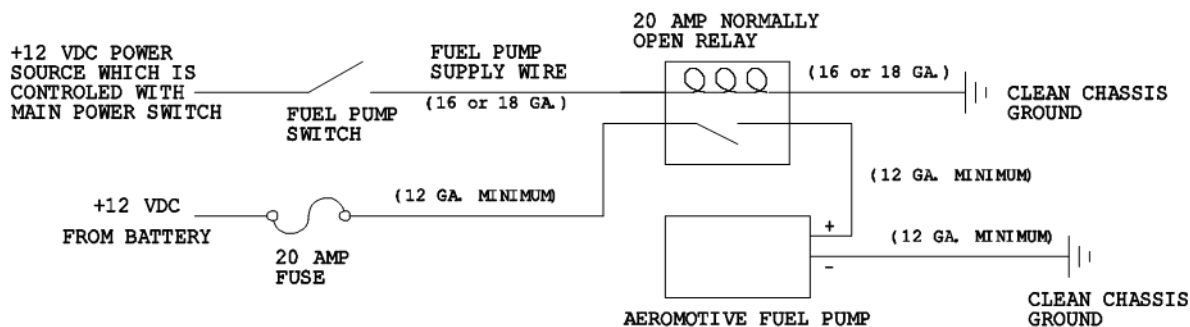 20 AMP NORMALLY
OPEN RELAY
+12 VDC POWER
SOURCE WHICH IS
CONTROLED WITH
MAIN POWER SWITCH
FUEL PUMP
SUPPLY WIRE
(16 or 18 GA.)
FUEL PUMP
SWITCH
(16 or 18 GA.)
CLEAN CHASSIS
GROUND
(12 GA. MINIMUM)
(12 GA. MINIMUM)
+12 VDC
FROM BATTERY
20 AMP
FUSE
+
-
(12 GA. MINIMUM)
AEROMOTIVE FUEL PUMP
CLEAN CHASSIS
GROUND